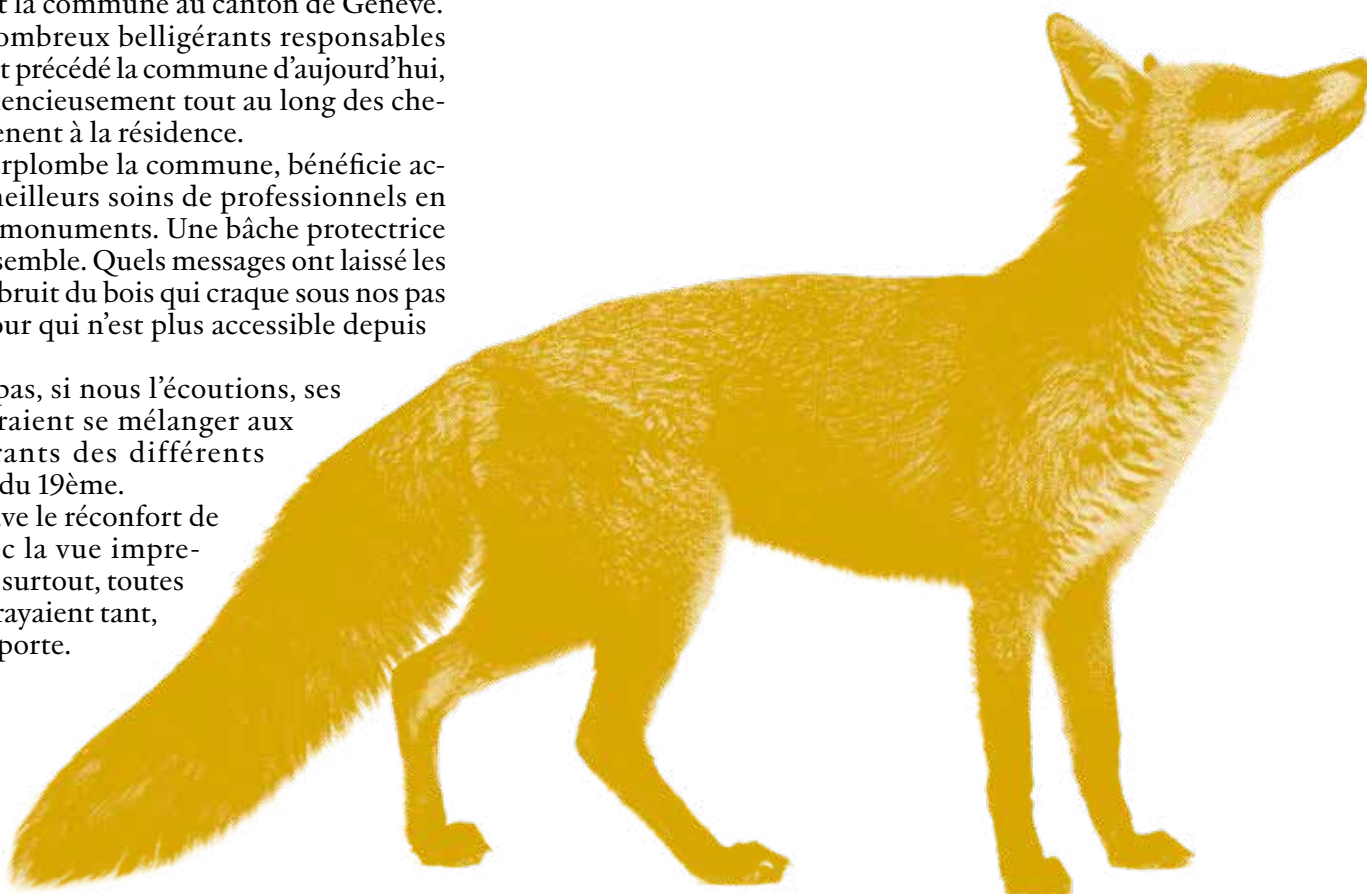 t la commune au canton de Genève.
ombreux belligérants responsables
t précédé la commune d'aujourd'hui,
lencieusement tout au long des che-
enent à la résidence.
erplombe la commune, bénéficie ac-
neilleurs soins de professionnels en
monuments. Une bâche protectrice
semble. Quels messages ont laissé les
bruit du bois qui craque sous nos pas
our qui n’est plus accessible depuis
pas, si nous l’écoutions, ses
raient se mélanger aux
rants des différents
du 19ème.
ave le réconfort de
c la vue impre-
surtout, toutes
rayaient tant,
porte.